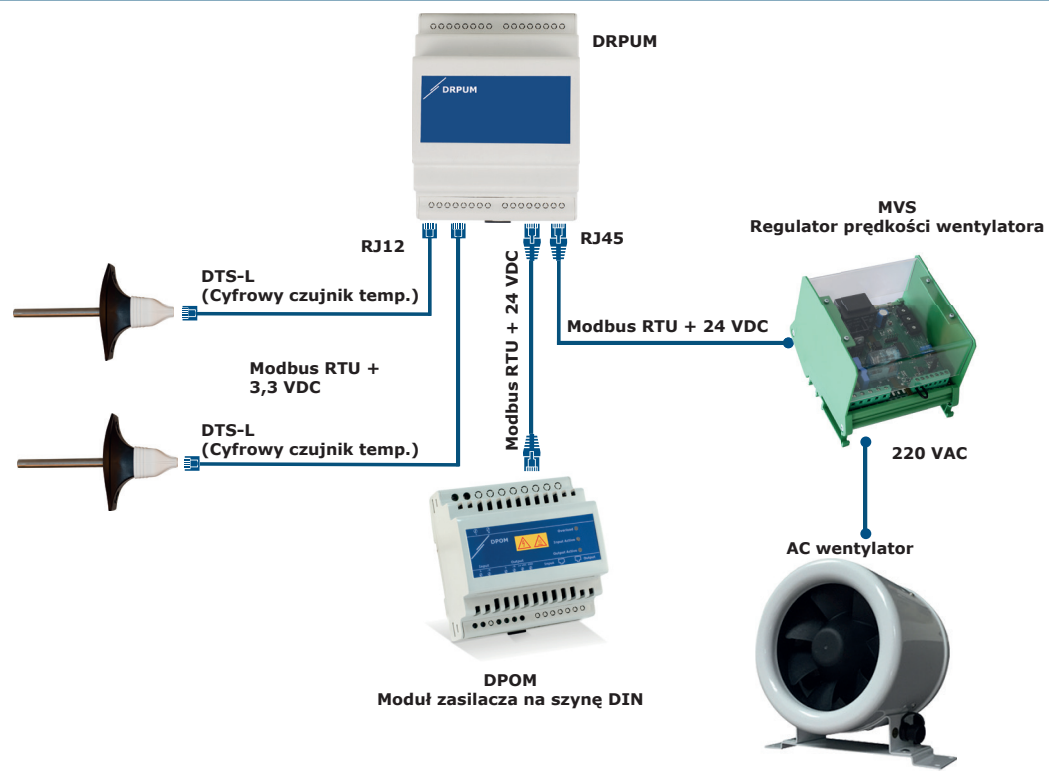 DRPUM
DRPUM
RJ12
RJ45
MVS
Regulator prędkości wentylatora
DTS-L
(Cyfrowy czujnik temp.)
Modbus RTU + 24 VDC
Modbus RTU + 24 VDC
Modbus RTU +
3,3 VDC
DTS-L
(Cyfrowy czujnik temp.)
220 VAC
DPOM
AC wentylator
DPOM
Moduł zasilacza na szynę DIN